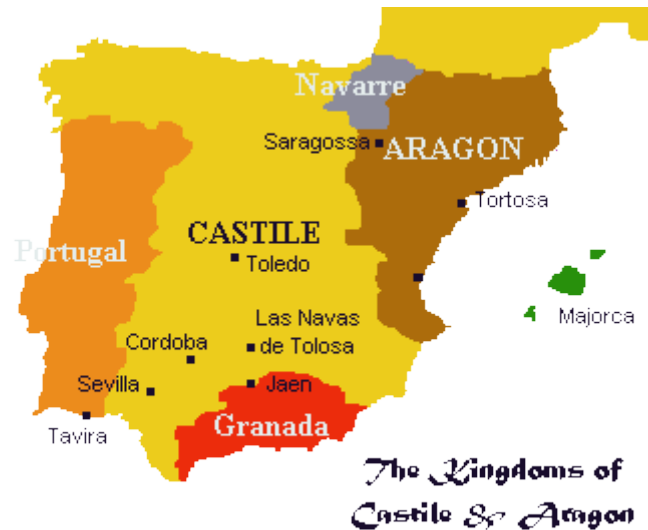 Navarre
Saragossa
ARAGON
Tortosa
CASTILE
Portugal
Toledo
Majorca
Las Navas
de Tolosa
Cordoba
Sevilla
Jaen
Tavira
Granada
The Kingdoms of
Castile & Aragon